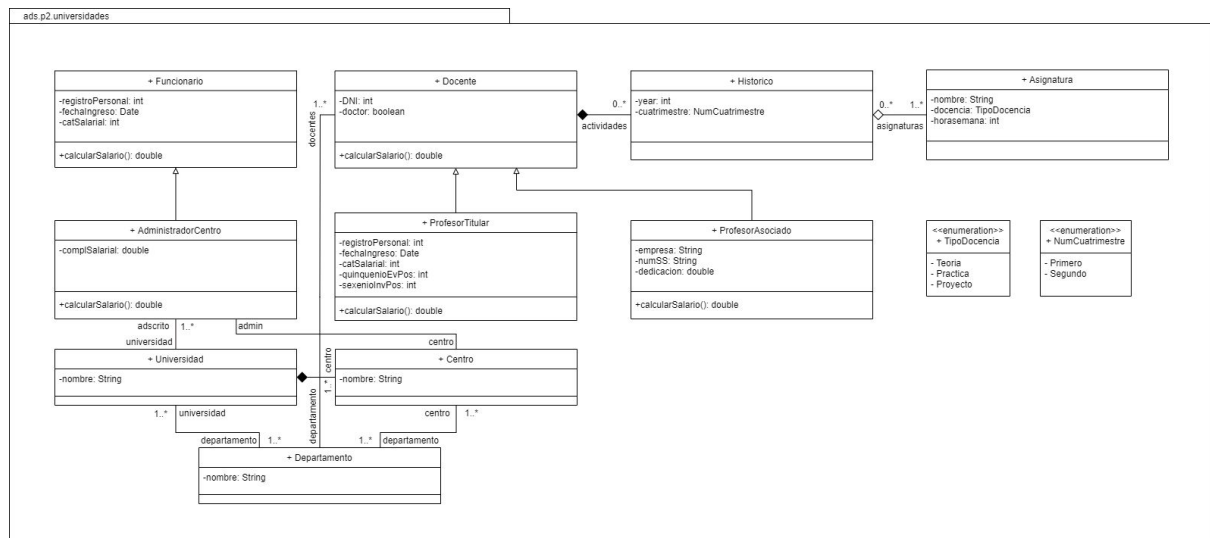 ads.p2.universidades
+ Funcionario
-registroPersonal: int
-fechaIngreso: Date
-catSalarial: int
+calcularSalario(): double
+ Docente
-DNI: int
-doctor: boolean
+calcularSalario(): double
1..*
docentes
0..*
actividades
+ Historico
-year: int
-cuatrimestre: NumCuatrimestre
0..*
1..*
asignaturas
+ Asignatura
-nombre: String
-docencia: TipoDocencia
-horasemana: int
+ AdministradorCentro
-complSalarial: double
+calcularSalario(): double
+ ProfesorTitular
-registroPersonal: int
-fechaIngreso: Date
-catSalarial: int
-quinquenioEvPos: int
-sexenioInvPos: int
+calcularSalario(): double
+ ProfesorAsociado
-empresa: String
-numSS: String
-dedicacion: double
+calcularSalario(): double
<<enumeration>>
+ TipoDocencia
- Teoria
- Practica
- Proyecto
<<enumeration>>
+ NumCuatrimestre
- Primero
- Segundo
adscrito
1..*
admin
universidad
centro
+ Universidad
-nombre: String
centro
1..*
+ Centro
-nombre: String
1..*
universidad
departamento
centro
1..*
departamento
1..*
1..*
departamento
+ Departamento
-nombre: String